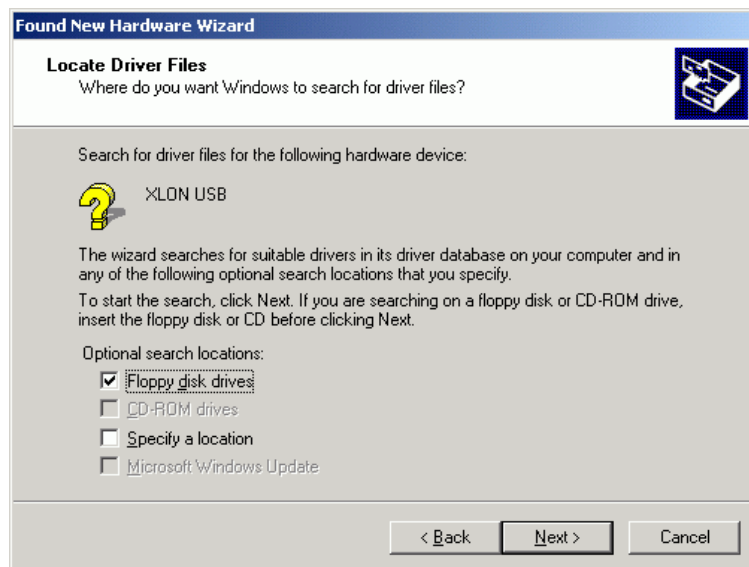 Found New Hardware Wizard
Locate Driver Files
Where do you want Windows to search for driver files?
Search for driver files for the following hardware device:
XLON USB
The wizard searches for suitable drivers in its driver database on your computer and in
any of the following optional search locations that you specify.
To start the search, click Next. If you are searching on a floppy disk or CD-ROM drive,
insert the floppy disk or CD before clicking Next.
Optional search locations:
Floppy disk drives
CD-ROM drives
Specify a location
Microsoft Windows Update
< Back Next > Cancel